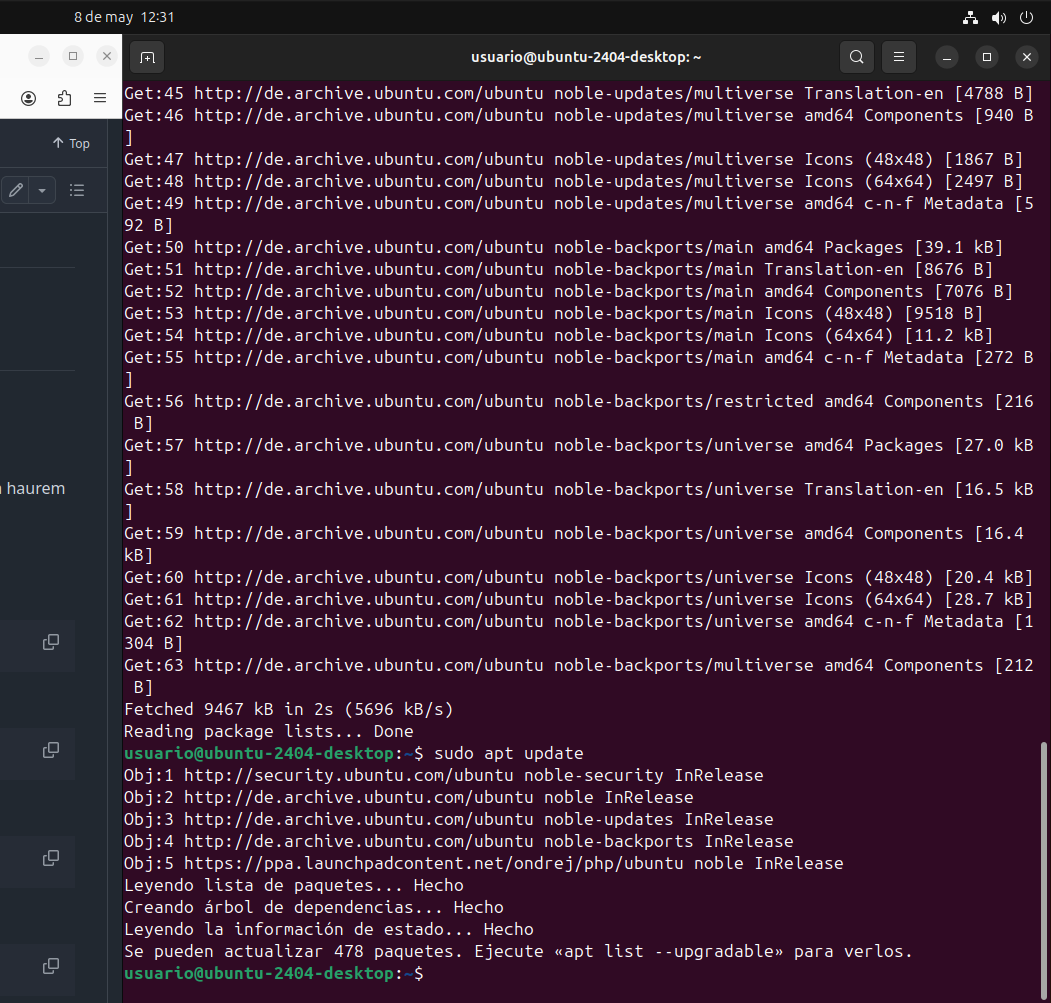 8 de may 12:31
usuario@ubuntu-2404-desktop: ~
Top
haurem
Get:45 http://de.archive.ubuntu.com/ubuntu noble-updates/multiverse Translation-en [4788 B]
Get:46 http://de.archive.ubuntu.com/ubuntu noble-updates/multiverse amd64 Components [940 B
]
Get:47 http://de.archive.ubuntu.com/ubuntu noble-updates/multiverse Icons (48x48) [1867 B]
Get:48 http://de.archive.ubuntu.com/ubuntu noble-updates/multiverse Icons (64x64) [2497 B]
Get:49 http://de.archive.ubuntu.com/ubuntu noble-updates/multiverse amd64 c-n-f Metadata [5
92 B]
Get:50 http://de.archive.ubuntu.com/ubuntu noble-backports/main amd64 Packages [39.1 kB]
Get:51 http://de.archive.ubuntu.com/ubuntu noble-backports/main Translation-en [8676 B]
Get:52 http://de.archive.ubuntu.com/ubuntu noble-backports/main amd64 Components [7076 B]
Get:53 http://de.archive.ubuntu.com/ubuntu noble-backports/main Icons (48x48) [9518 B]
Get:54 http://de.archive.ubuntu.com/ubuntu noble-backports/main Icons (64x64) [11.2 kB]
Get:55 http://de.archive.ubuntu.com/ubuntu noble-backports/main amd64 c-n-f Metadata [272 B
]
Get:56 http://de.archive.ubuntu.com/ubuntu noble-backports/restricted amd64 Components [216
 B]
Get:57 http://de.archive.ubuntu.com/ubuntu noble-backports/universe amd64 Packages [27.0 kB
]
Get:58 http://de.archive.ubuntu.com/ubuntu noble-backports/universe Translation-en [16.5 kB
]
Get:59 http://de.archive.ubuntu.com/ubuntu noble-backports/universe amd64 Components [16.4
kB]
Get:60 http://de.archive.ubuntu.com/ubuntu noble-backports/universe Icons (48x48) [20.4 kB]
Get:61 http://de.archive.ubuntu.com/ubuntu noble-backports/universe Icons (64x64) [28.7 kB]
Get:62 http://de.archive.ubuntu.com/ubuntu noble-backports/universe amd64 c-n-f Metadata [1
304 B]
Get:63 http://de.archive.ubuntu.com/ubuntu noble-backports/multiverse amd64 Components [212
 B]
Fetched 9467 kB in 2s (5696 kB/s)
Reading package lists... Done
usuario@ubuntu-2404-desktop:~$ sudo apt update
Obj:1 http://security.ubuntu.com/ubuntu noble-security InRelease
Obj:2 http://de.archive.ubuntu.com/ubuntu noble InRelease
Obj:3 http://de.archive.ubuntu.com/ubuntu noble-updates InRelease
Obj:4 http://de.archive.ubuntu.com/ubuntu noble-backports InRelease
Obj:5 https://ppa.launchpadcontent.net/ondrej/php/ubuntu noble InRelease
Leyendo lista de paquetes... Hecho
Creando árbol de dependencias... Hecho
Leyendo la información de estado... Hecho
Se pueden actualizar 478 paquetes. Ejecute «apt list --upgradable» para verlos.
usuario@ubuntu-2404-desktop:~$